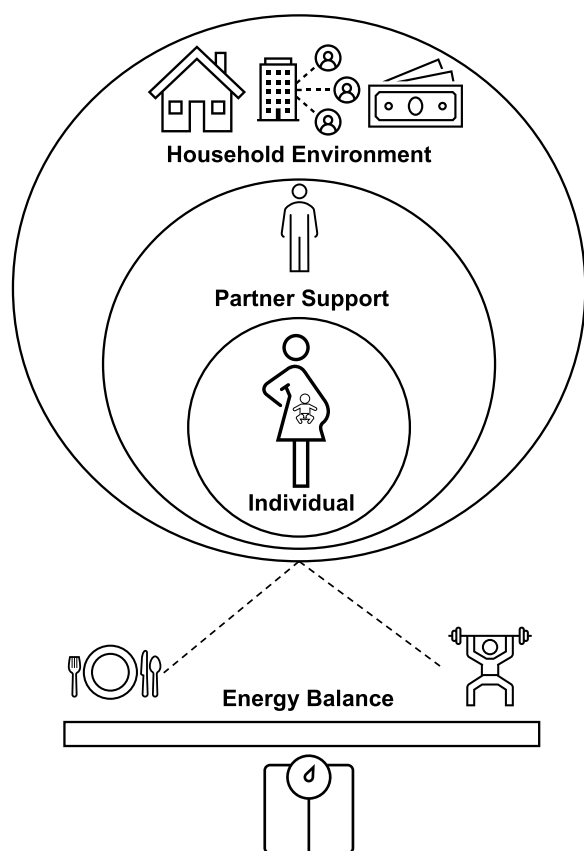 Household Environment
Partner Support
Individual
Energy Balance